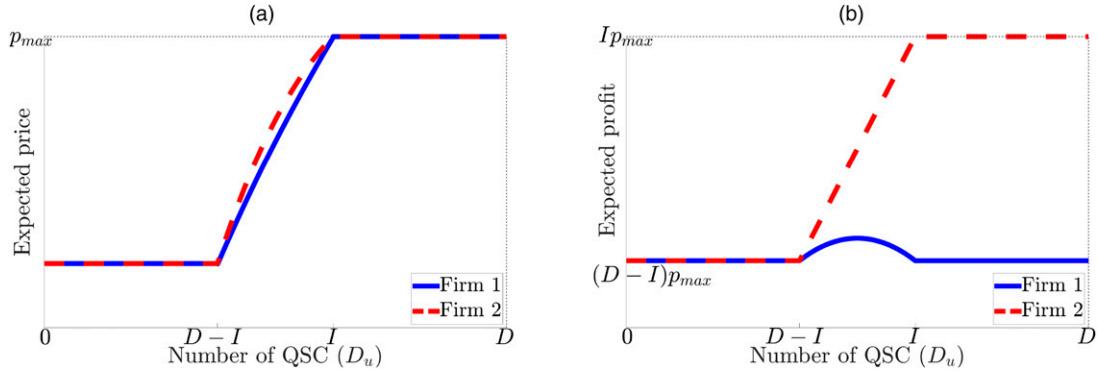 (a)
p_max
Expected price
Firm 1
Firm 2
0
D − I
I
D
Number of QSC (D_u)
(b)
Ip_max
Expected profit
(D − I)p_max
Firm 1
Firm 2
0
D − I
I
D
Number of QSC (D_u)